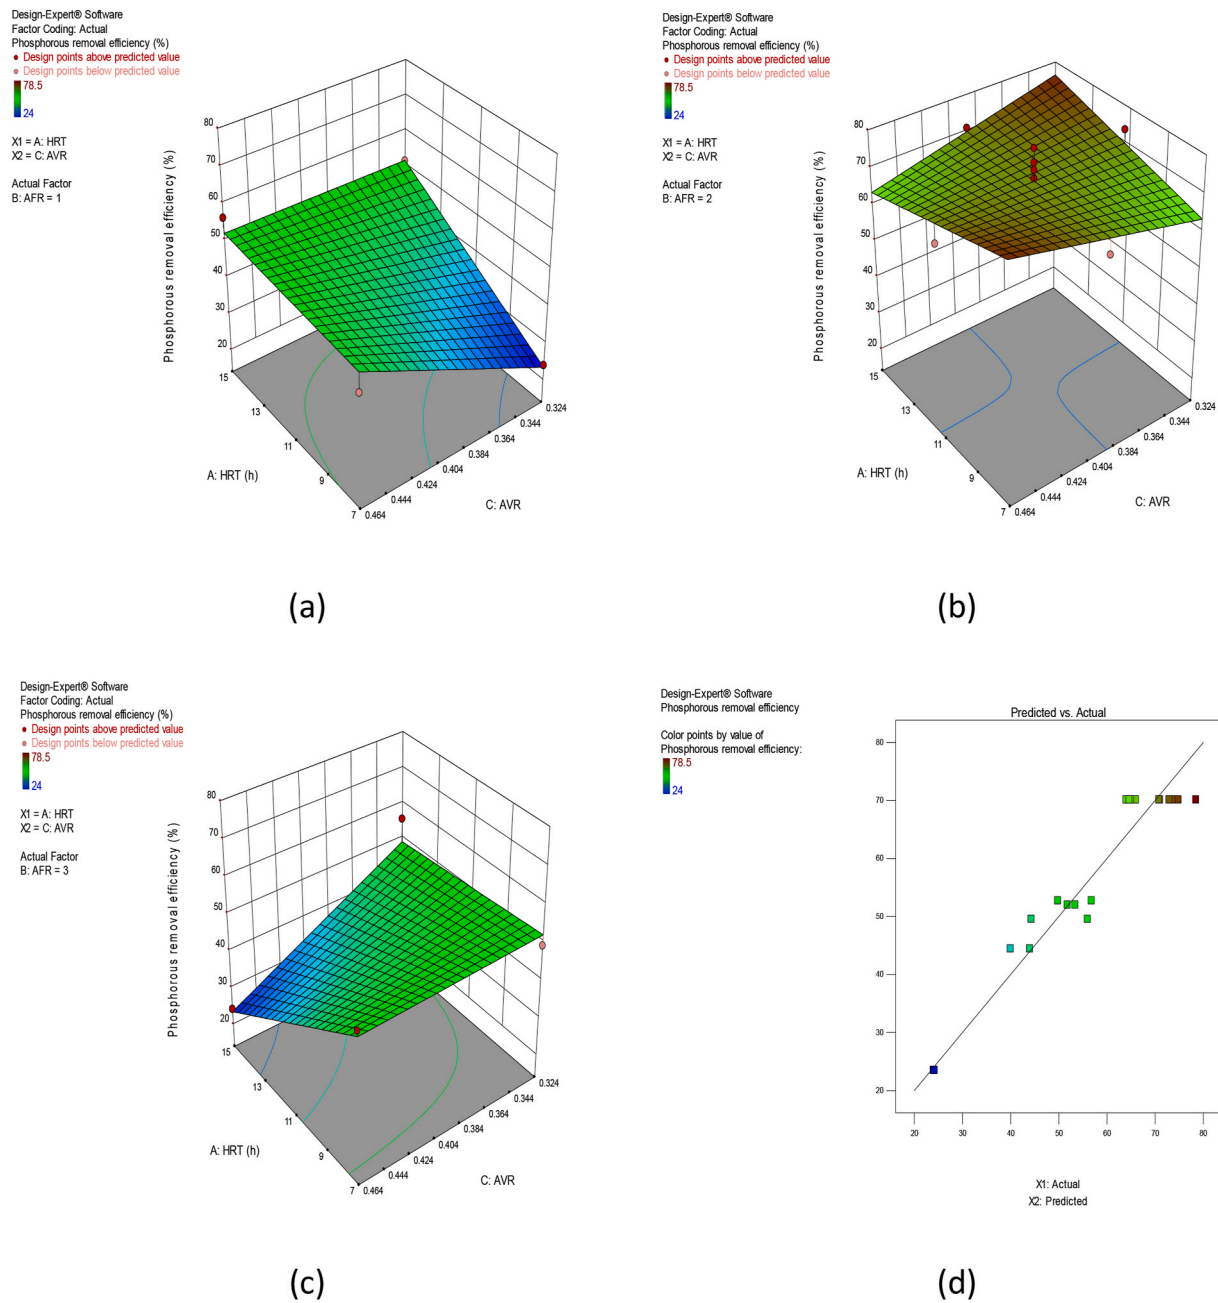 Design-Expert® Software
Factor Coding: Actual
Phosphorous removal efficiency (%)
Design points above predicted value
Design points below predicted value
78.5
24
X1 = A: HRT
X2 = C: AVR
Actual Factor
B: AFR = 1
Phosphorous removal efficiency (%)
80
70
60
50
40
30
20
15
13
11
9
7
A: HRT (h)
0.464
0.444
0.424
0.404
0.384
0.364
0.344
0.324
C: AVR
(a)
Design-Expert® Software
Factor Coding: Actual
Phosphorous removal efficiency (%)
Design points above predicted value
Design points below predicted value
78.5
24
X1 = A: HRT
X2 = C: AVR
Actual Factor
B: AFR = 2
Phosphorous removal efficiency (%)
80
70
60
50
40
30
20
15
13
11
9
7
A: HRT (h)
0.464
0.444
0.424
0.404
0.384
0.364
0.344
0.324
C: AVR
(b)
Design-Expert® Software
Factor Coding: Actual
Phosphorous removal efficiency (%)
Design points above predicted value
Design points below predicted value
78.5
24
X1 = A: HRT
X2 = C: AVR
Actual Factor
B: AFR = 3
Phosphorous removal efficiency (%)
80
70
60
50
40
30
20
15
13
11
9
7
A: HRT (h)
0.464
0.444
0.424
0.404
0.384
0.364
0.344
0.324
C: AVR
(c)
Design-Expert® Software
Phosphorous removal efficiency
Color points by value of
Phosphorous removal efficiency:
78.5
24
Predicted vs. Actual
80
70
60
50
40
30
20
20
30
40
50
60
70
80
X1: Actual
X2: Predicted
(d)